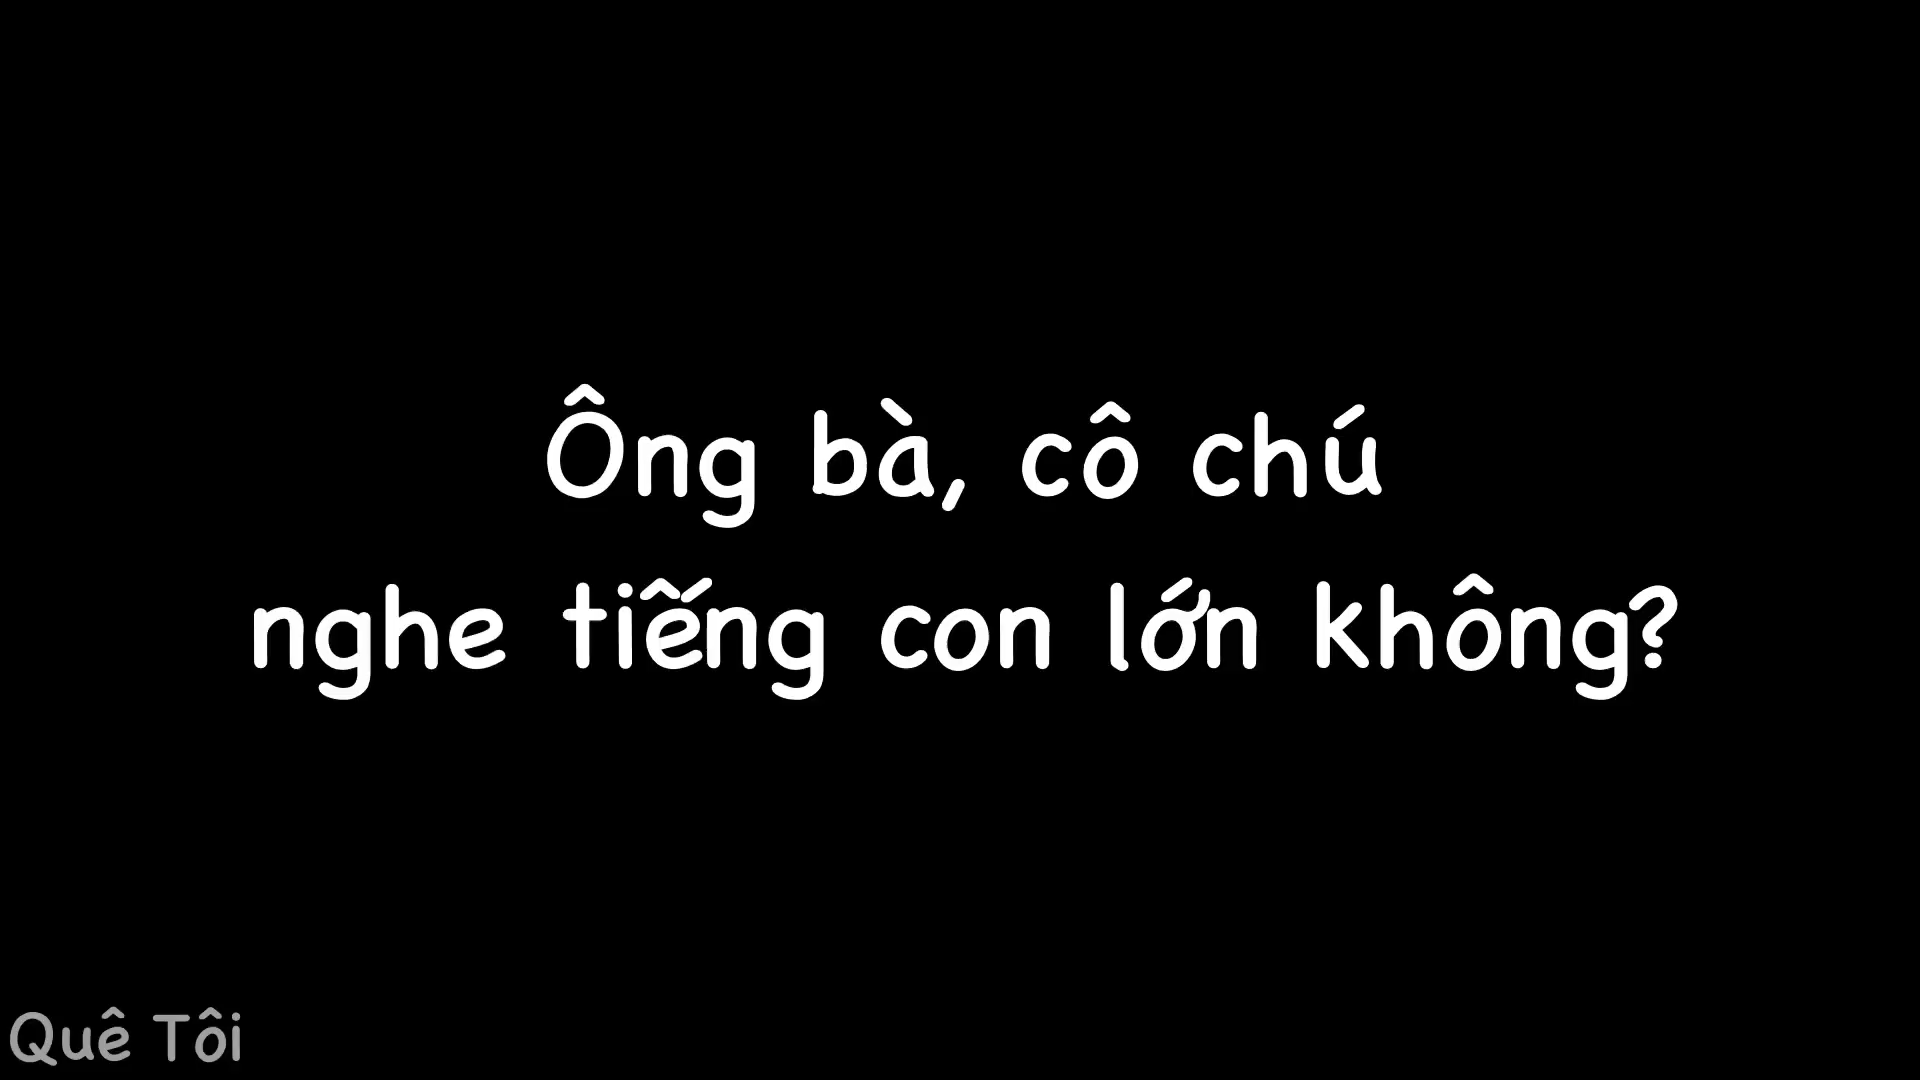 Ông bà, cô chú
nghe tiếng con lớn không?
Quê Tôi